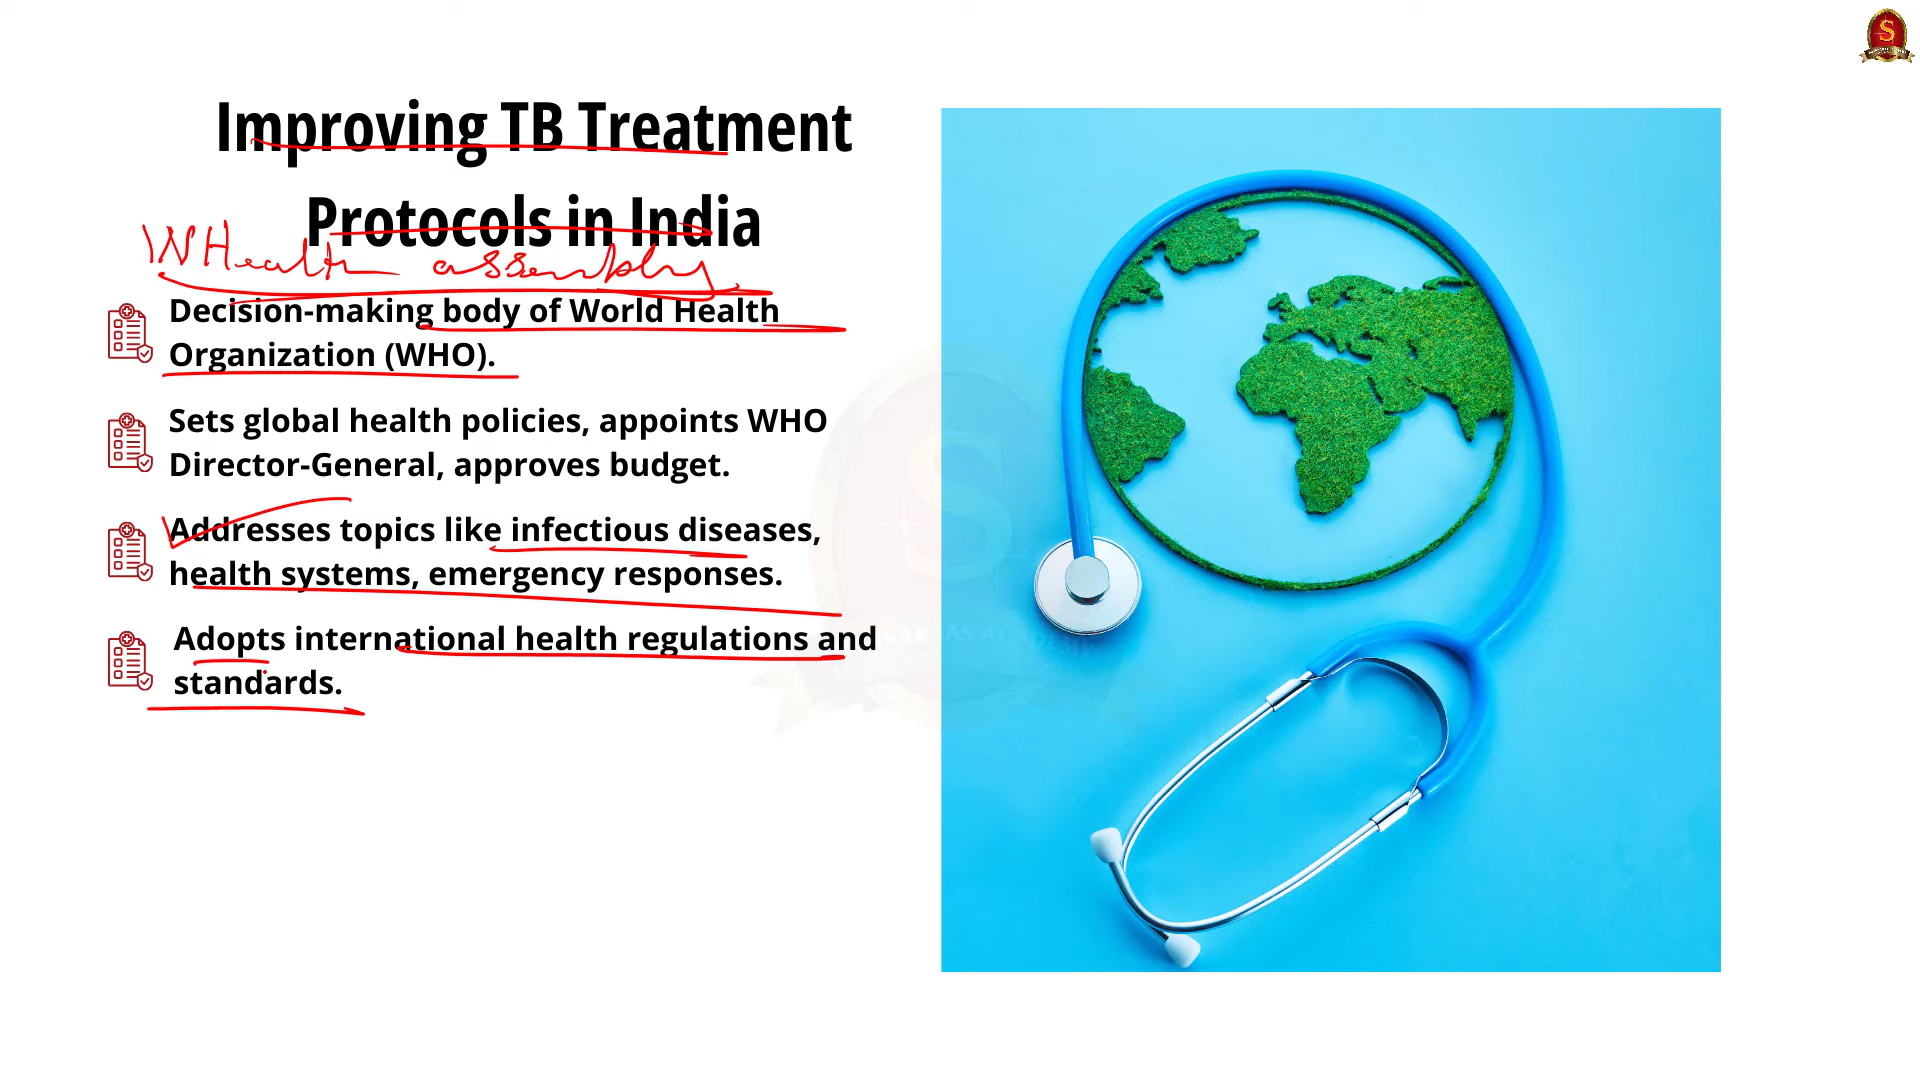 Improving TB Treatment
Protocols in India
WHealth assembly
Decision-making body of World Health
Organization (WHO).
Sets global health policies, appoints WHO
Director-General, approves budget.
Addresses topics like infectious diseases,
health systems, emergency responses.
Adopts international health regulations and
standards.
S